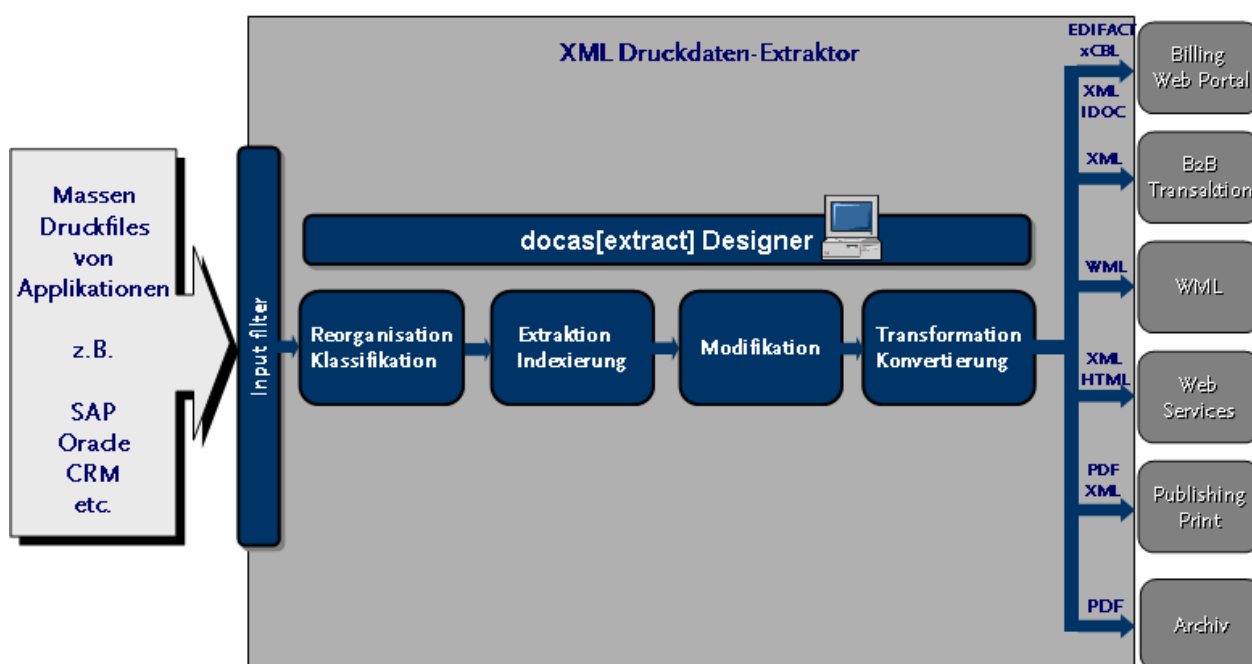 XML Druckdaten-Extraktor
Massen
Druckfiles
von
Applikationen
z.B.
SAP
Oracle
CRM
etc.
Input filter
docas[extract] Designer
Reorganisation
Klassifikation
Extraktion
Indexierung
Modifikation
Transformation
Konvertierung
EDIFACT
xCBL
XML
IDOC
Billing
Web Portal
XML
B2B
Transaktion
WML
WML
XML
HTML
Web
Services
PDF
XML
Publishing
Print
PDF
Archiv